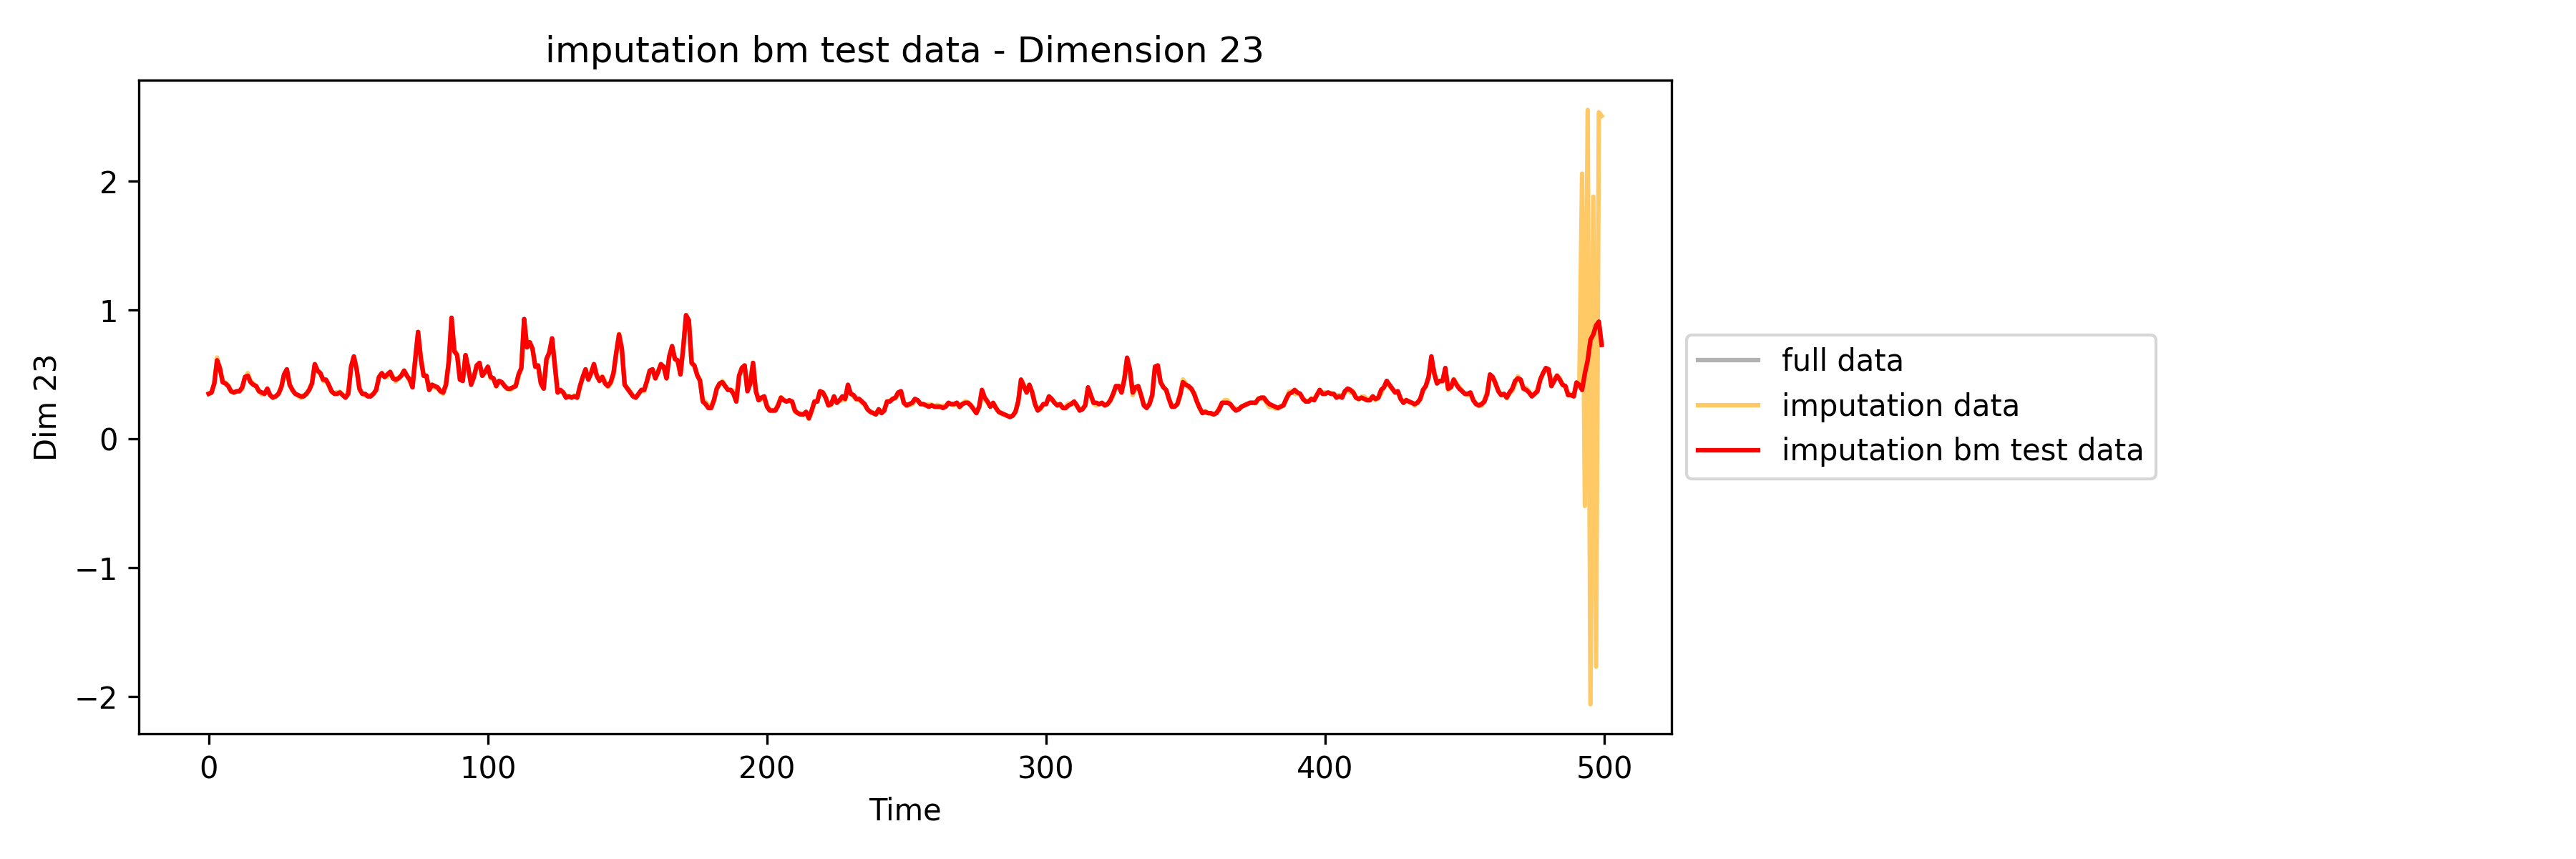 imputation bm test data - Dimension 23
2
1
0
−1
−2
Dim 23
0 100 200 300 400 500
Time
full data
imputation data
imputation bm test data